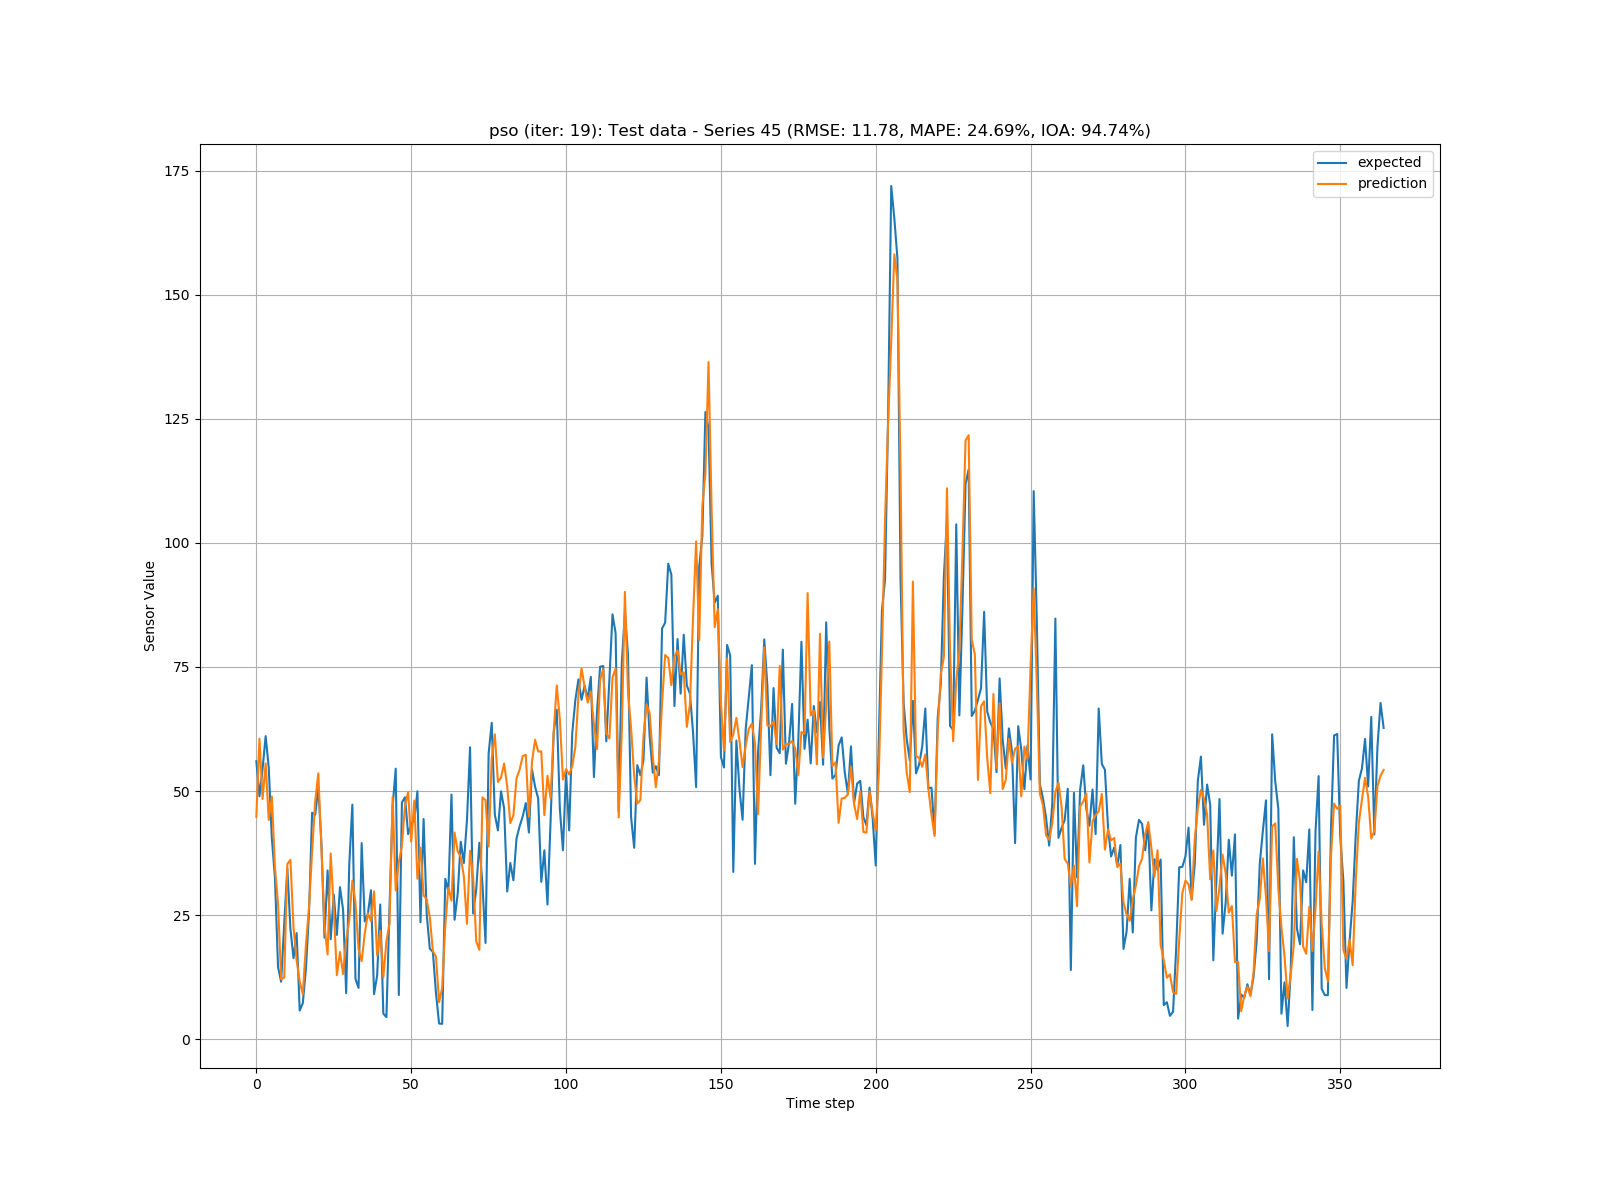 pso (iter: 19): Test data - Series 45 (RMSE: 11.78, MAPE: 24.69%, IOA: 94.74%)
expected
prediction
175
150
125
100
75
50
25
0
Sensor Value
0 50 100 150 200 250 300 350
Time step